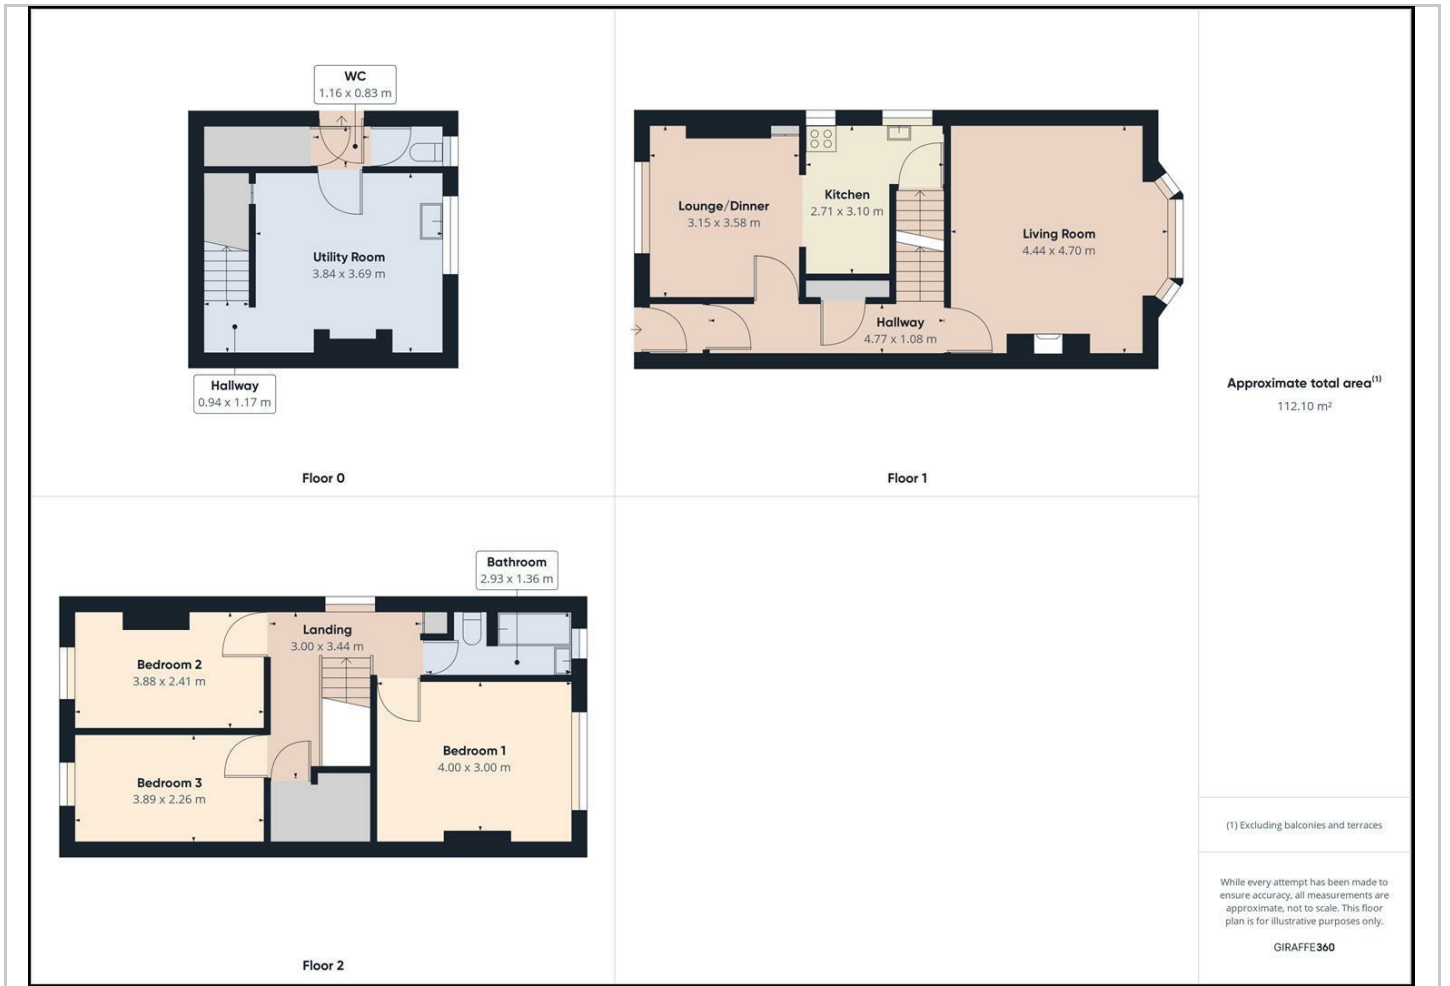 WC
1.16 x 0.83 m
Utility Room
3.84 x 3.69 m
Hallway
0.94 x 1.17 m
Floor 0
Lounge/Dinner
3.15 x 3.58 m
Kitchen
2.71 x 3.10 m
Living Room
4.44 x 4.70 m
Hallway
4.77 x 1.08 m
Floor 1
Bathroom
2.93 x 1.36 m
Landing
3.00 x 3.44 m
Bedroom 2
3.88 x 2.41 m
Bedroom 1
4.00 x 3.00 m
Bedroom 3
3.89 x 2.26 m
Floor 2
Approximate total area(1)
112.10 m²
(1) Excluding balconies and terraces
While every attempt has been made to
ensure accuracy, all measurements are
approximate, not to scale. This floor
plan is for illustrative purposes only.
GIRAFFE360